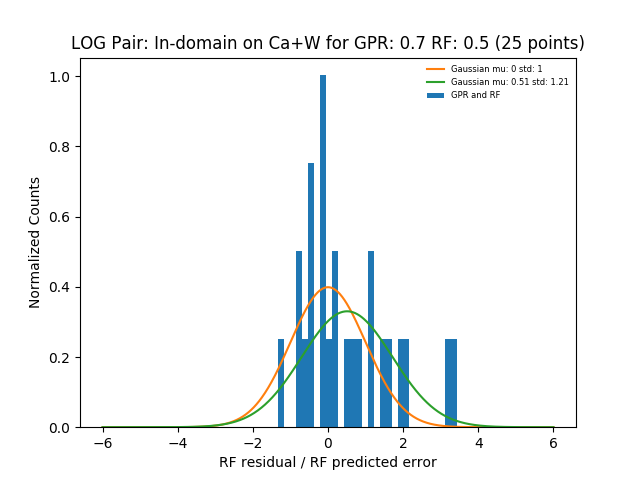 LOG Pair: In-domain on Ca+W for GPR: 0.7 RF: 0.5 (25 points)
Gaussian mu: 0 std: 1
Gaussian mu: 0.51 std: 1.21
GPR and RF
1.0
0.8
0.6
0.4
0.2
0.0
Normalized Counts
−6 −4 −2 0 2 4 6
RF residual / RF predicted error